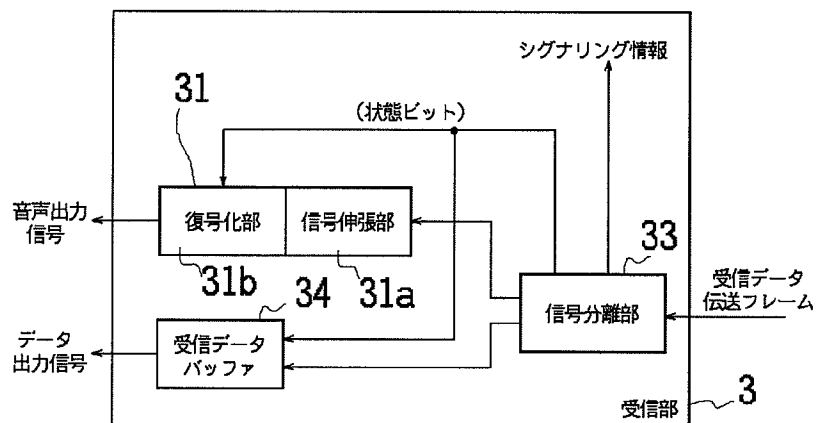 シグナリング情報
31
(状態ビット)
音声出力
信号
復号化部
信号伸張部
33
31b
31a
受信データ
伝送フレーム
34
信号分離部
データ
出力信号
受信データ
バッファ
受信部
3